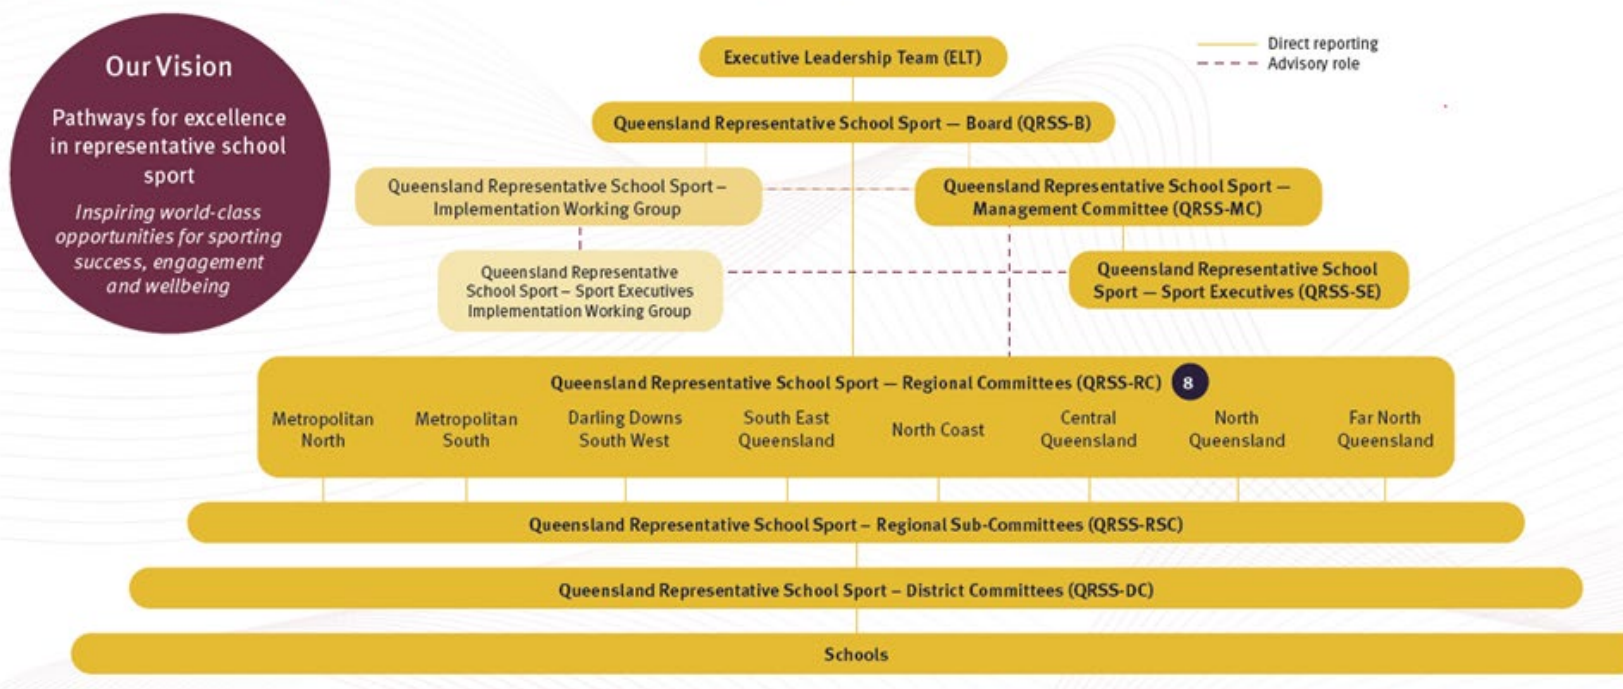 Our Vision
Pathways for excellence
in representative school
sport
Inspiring world-class
opportunities for sporting
success, engagement
and wellbeing
Direct reporting
Advisory role
Executive Leadership Team (ELT)
Queensland Representative School Sport — Board (QRSS-B)
Queensland Representative School Sport –
Implementation Working Group
Queensland Representative School Sport —
Management Committee (QRSS-MC)
Queensland Representative
School Sport – Sport Executives
Implementation Working Group
Queensland Representative School
Sport — Sport Executives (QRSS-SE)
Queensland Representative School Sport — Regional Committees (QRSS-RC) 8
Metropolitan
North
Metropolitan
South
Darling Downs
South West
South East
Queensland
North Coast
Central
Queensland
North
Queensland
Far North
Queensland
Queensland Representative School Sport – Regional Sub-Committees (QRSS-RSC)
Queensland Representative School Sport – District Committees (QRSS-DC)
Schools